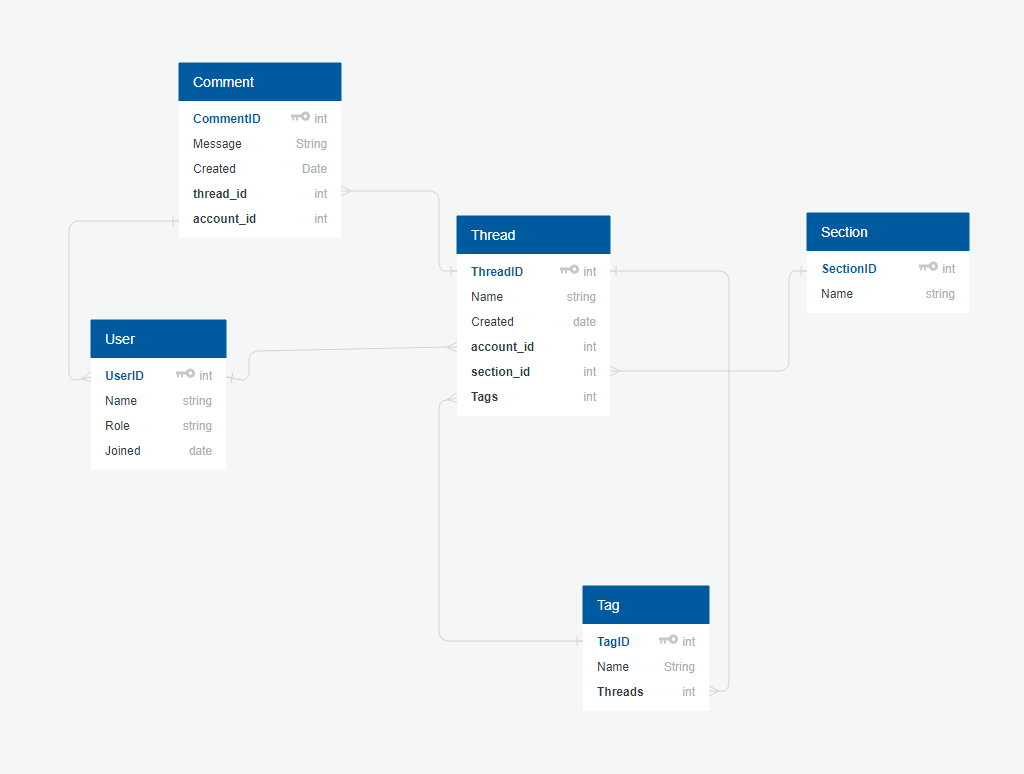 Comment
CommentID int
Message String
Created Date
thread_id int
account_id int
Thread
ThreadID int
Name string
Created date
account_id int
section_id int
Tags int
Section
SectionID int
Name string
User
UserID int
Name string
Role string
Joined date
Tag
TagID int
Name String
Threads int